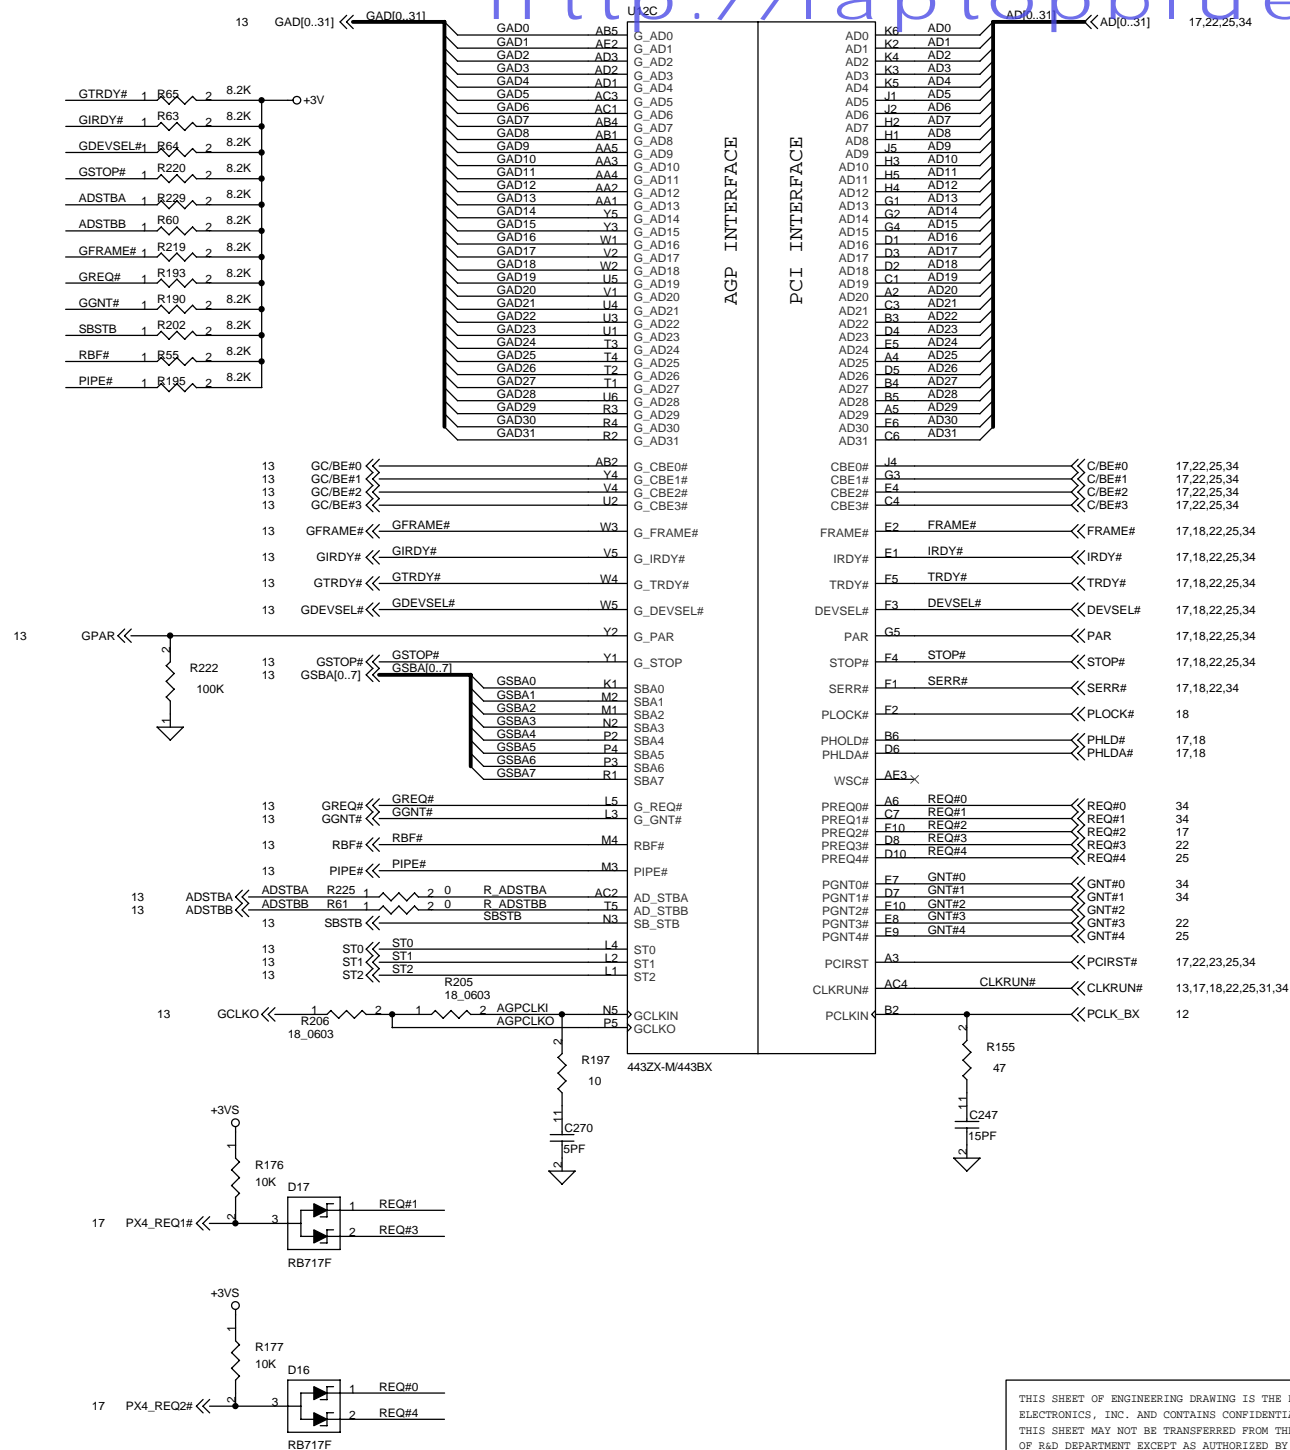 13 GAD[0..31] GAD[0..31] U12C AD[0..31] AD[0..31] 17,22,25,34
GAD0 AB5 G_AD0 AD0 K6 AD0
GAD1 AE2 G_AD1 AD1 K2 AD1
GAD2 AD3 G_AD2 AD2 K4 AD2
GAD3 AD2 G_AD3 AD3 K3 AD3
GAD4 AD1 G_AD4 AD4 K5 AD4
GAD5 AC3 G_AD5 AD5 J1 AD5
GAD6 AC1 G_AD6 AD6 J2 AD6
GAD7 AB4 G_AD7 AD7 H2 AD7
GAD8 AB1 G_AD8 AD8 H1 AD8
GAD9 AA5 G_AD9 AD9 J5 AD9
GAD10 AA3 G_AD10 AD10 H3 AD10
GAD11 AA4 G_AD11 AD11 H5 AD11
GAD12 AA2 G_AD12 AD12 H4 AD12
GAD13 AA1 G_AD13 AD13 G1 AD13
GAD14 Y5 G_AD14 AD14 G2 AD14
GAD15 Y3 G_AD15 AD15 G4 AD15
GAD16 W1 G_AD16 AD16 D1 AD16
GAD17 V2 G_AD17 AD17 D3 AD17
GAD18 W2 G_AD18 AD18 D2 AD18
GAD19 U5 G_AD19 AD19 C1 AD19
GAD20 V1 G_AD20 AD20 A2 AD20
GAD21 U4 G_AD21 AD21 C3 AD21
GAD22 U3 G_AD22 AD22 B3 AD22
GAD23 U1 G_AD23 AD23 D4 AD23
GAD24 T3 G_AD24 AD24 E5 AD24
GAD25 T4 G_AD25 AD25 A4 AD25
GAD26 T2 G_AD26 AD26 D5 AD26
GAD27 T1 G_AD27 AD27 B4 AD27
GAD28 U6 G_AD28 AD28 B5 AD28
GAD29 R3 G_AD29 AD29 A5 AD29
GAD30 R4 G_AD30 AD30 E6 AD30
GAD31 R2 G_AD31 AD31 C6 AD31
AGP INTERFACE
PCI INTERFACE
GTRDY# 1 R65 2 8.2K +3V
GIRDY# 1 R63 2 8.2K
GDEVSEL# 1 R64 2 8.2K
GSTOP# 1 R220 2 8.2K
ADSTBA 1 R229 2 8.2K
ADSTBB 1 R60 2 8.2K
GFRAME# 1 R219 2 8.2K
GREQ# 1 R193 2 8.2K
GGNT# 1 R190 2 8.2K
SBSTB 1 R202 2 8.2K
RBF# 1 R55 2 8.2K
PIPE# 1 R195 2 8.2K
13 GC/BE#0 AB2 G_CBE0# CBE0# J4 C/BE#0 17,22,25,34
13 GC/BE#1 Y4 G_CBE1# CBE1# G3 C/BE#1 17,22,25,34
13 GC/BE#2 V4 G_CBE2# CBE2# E4 C/BE#2 17,22,25,34
13 GC/BE#3 U2 G_CBE3# CBE3# C4 C/BE#3 17,22,25,34
13 GFRAME# GFRAME# W3 G_FRAME# FRAME# E2 FRAME# FRAME# 17,18,22,25,34
13 GIRDY# GIRDY# V5 G_IRDY# IRDY# E1 IRDY# IRDY# 17,18,22,25,34
13 GTRDY# GTRDY# W4 G_TRDY# TRDY# F5 TRDY# TRDY# 17,18,22,25,34
13 GDEVSEL# GDEVSEL# W5 G_DEVSEL# DEVSEL# F3 DEVSEL# DEVSEL# 17,18,22,25,34
13 GPAR Y2 G_PAR PAR G5 PAR 17,18,22,25,34
2 R222 100K 1
13 GSTOP# GSTOP# Y1 G_STOP STOP# F4 STOP# STOP# 17,18,22,25,34
13 GSBA[0..7] GSBA[0..7]
GSBA0 K1 SBA0 SERR# F1 SERR# SERR# 17,18,22,34
GSBA1 M2 SBA1
GSBA2 M1 SBA2 PLOCK# F2 PLOCK# 18
GSBA3 N2 SBA3
GSBA4 P2 SBA4 PHOLD# B6 PHLD# 17,18
GSBA5 P4 SBA5 PHLDA# D6 PHLDA# 17,18
GSBA6 P3 SBA6
GSBA7 R1 SBA7 WSC# AE3
13 GREQ# GREQ# L5 G_REQ# PREQ0# A6 REQ#0 REQ#0 34
13 GGNT# GGNT# L3 G_GNT# PREQ1# C7 REQ#1 REQ#1 34
PREQ2# F10 REQ#2 REQ#2 17
13 RBF# RBF# M4 RBF# PREQ3# D8 REQ#3 REQ#3 22
PREQ4# D10 REQ#4 REQ#4 25
13 PIPE# PIPE# M3 PIPE#
PGNT0# E7 GNT#0 GNT#0 34
13 ADSTBA ADSTBA R225 1 2 0 R_ADSTBA AC2 AD_STBA PGNT1# D7 GNT#1 GNT#1 34
13 ADSTBB ADSTBB R61 1 2 0 R_ADSTBB T5 AD_STBB PGNT2# E10 GNT#2 GNT#2
13 SBSTB SBSTB N3 SB_STB PGNT3# E8 GNT#3 GNT#3 22
PGNT4# E9 GNT#4 GNT#4 25
13 ST0 ST0 L4 ST0
13 ST1 ST1 L2 ST1 PCIRST A3 PCIRST# 17,22,23,25,34
13 ST2 ST2 L1 ST2
R205 18_0603 CLKRUN# AC4 CLKRUN# CLKRUN# 13,17,18,22,25,31,34
13 GCLKO 1 2 1 2 AGPCLKI N5 GCLKIN PCLKIN B2 PCLK_BX 12
R206 18_0603 AGPCLKO P5 GCLKO
443ZX-M/443BX
2 R197 10 1
1 C270 5PF 2
2 R155 47 1
1 C247 15PF 2
+3VS
1 R176 10K 2
D17
17 PX4_REQ1# 3 1 REQ#1
2 REQ#3
RB717F
+3VS
1 R177 10K 2
D16
17 PX4_REQ2# 3 1 REQ#0
2 REQ#4
RB717F
THIS SHEET OF ENGINEERING DRAWING IS THE
ELECTRONICS, INC. AND CONTAINS
THIS SHEET MAY NOT BE TRANSFERRED FROM
OF R&D DEPARTMENT EXCEPT AS AUTHORIZED BY